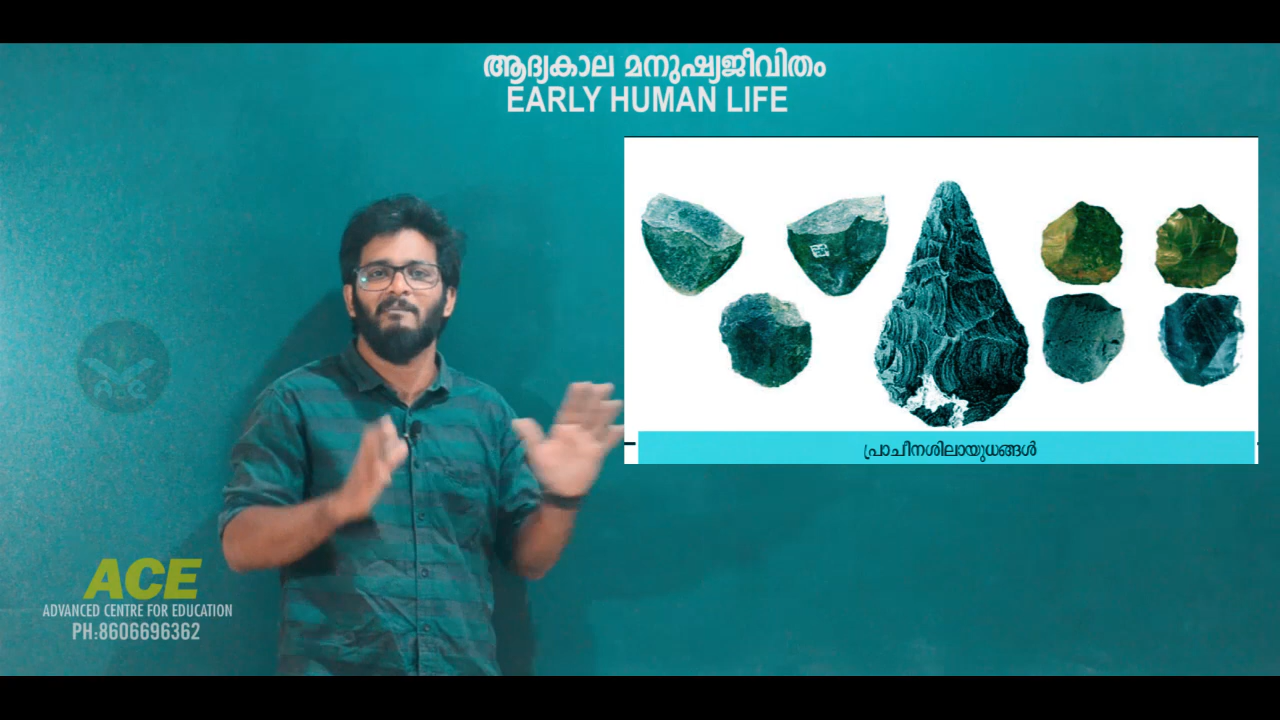 ആദ്യകാല മനുഷ്യജീവിതം
EARLY HUMAN LIFE
പ്രാചീനശിലായുധങ്ങൾ
ACE
ADVANCED CENTRE FOR EDUCATION
PH:8606696362